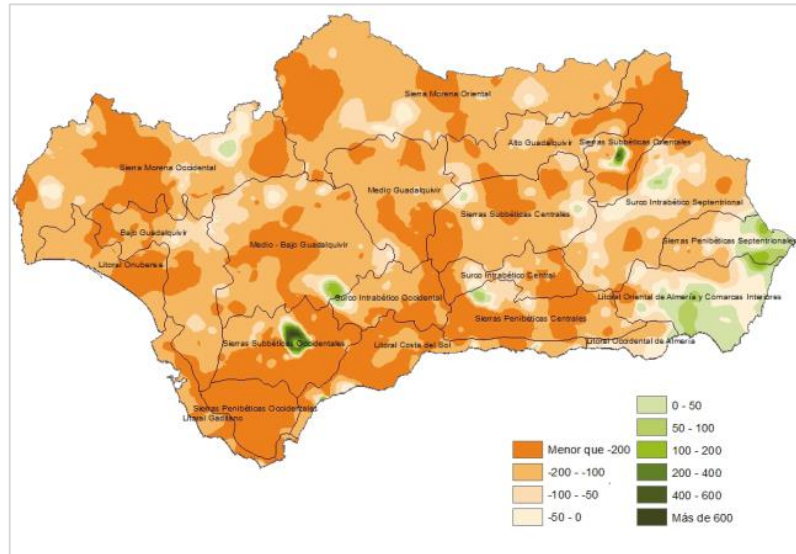 Sierra Morena Oriental
Alto Guadalquivir
Sierras Subbéticas Orientales
Sierra Morena Occidental
Medio Guadalquivir
Surco Intrabético Septentrional
Sierras Subbéticas Centrales
Bajo Guadalquivir
Medio - Bajo Guadalquivir
Sierras Penibéticas Septentrionales
Litoral Onubense
Surco Intrabético Central
Surco Intrabético Occidental
Litoral Oriental de Almería y Comarcas Interiores
Sierras Penibéticas Centrales
Sierras Subbéticas Occidentales
Litoral Costa del Sol
Litoral Occidental de Almería
Sierras Penibéticas Occidentales
Litoral Gaditano
Menor que -200
-200 - -100
-100 - -50
-50 - 0
0 - 50
50 - 100
100 - 200
200 - 400
400 - 600
Más de 600